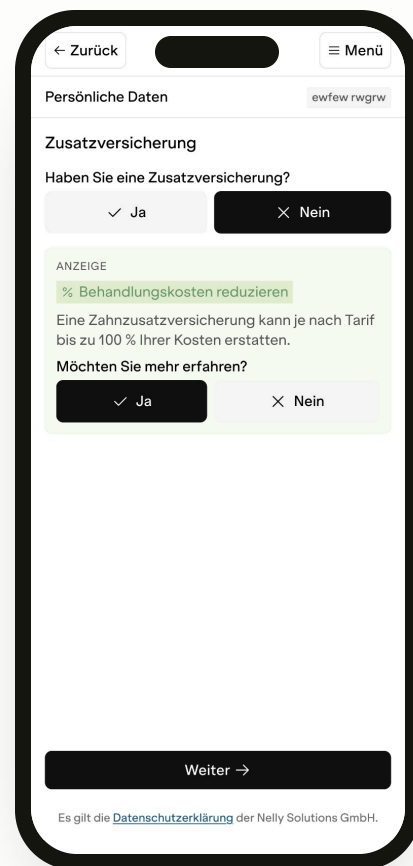 ← Zurück
≡ Menü
Persönliche Daten
ewfew rwgrw
Zusatzversicherung
Haben Sie eine Zusatzversicherung?
✓ Ja
✕ Nein
ANZEIGE
% Behandlungskosten reduzieren
Eine Zahnzusatzversicherung kann je nach Tarif
bis zu 100 % Ihrer Kosten erstatten.
Möchten Sie mehr erfahren?
✓ Ja
✕ Nein
Weiter →
Es gilt die Datenschutzerklärung der Nelly Solutions GmbH.